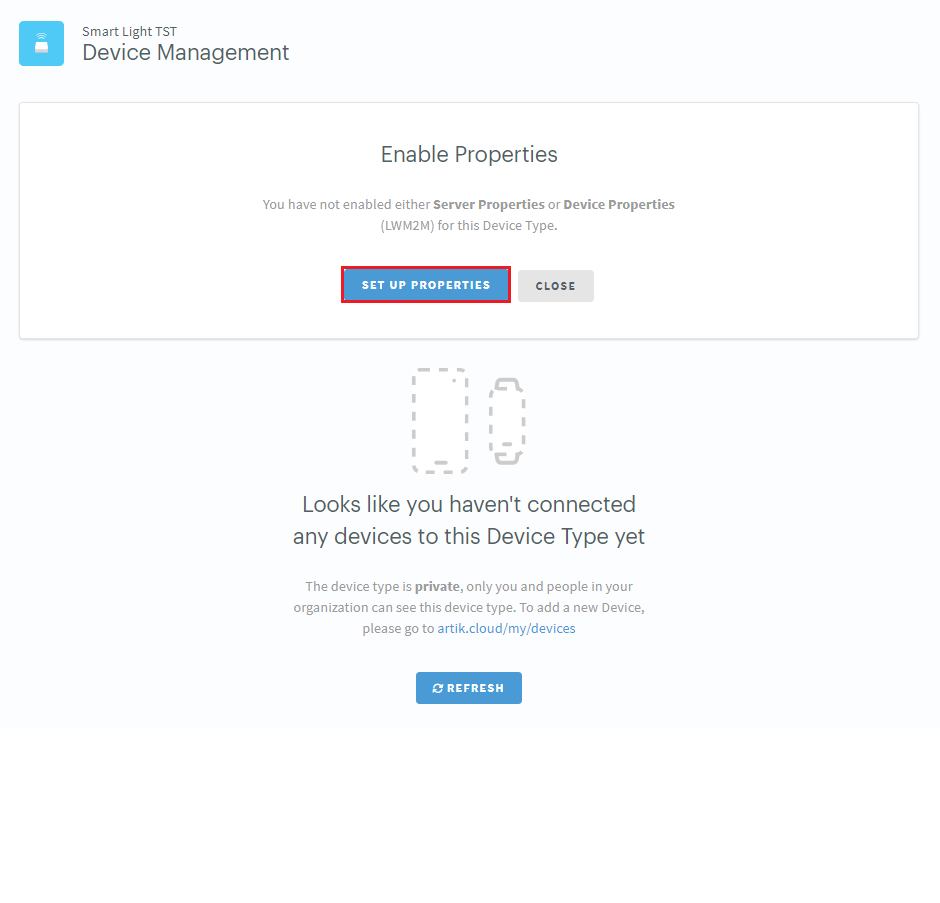 Smart Light TST
Device Management
Enable Properties
You have not enabled either Server Properties or Device Properties
(LWM2M) for this Device Type.
SET UP PROPERTIES
CLOSE
Looks like you haven't connected
any devices to this Device Type yet
The device type is private, only you and people in your
organization can see this device type. To add a new Device,
please go to artik.cloud/my/devices
REFRESH